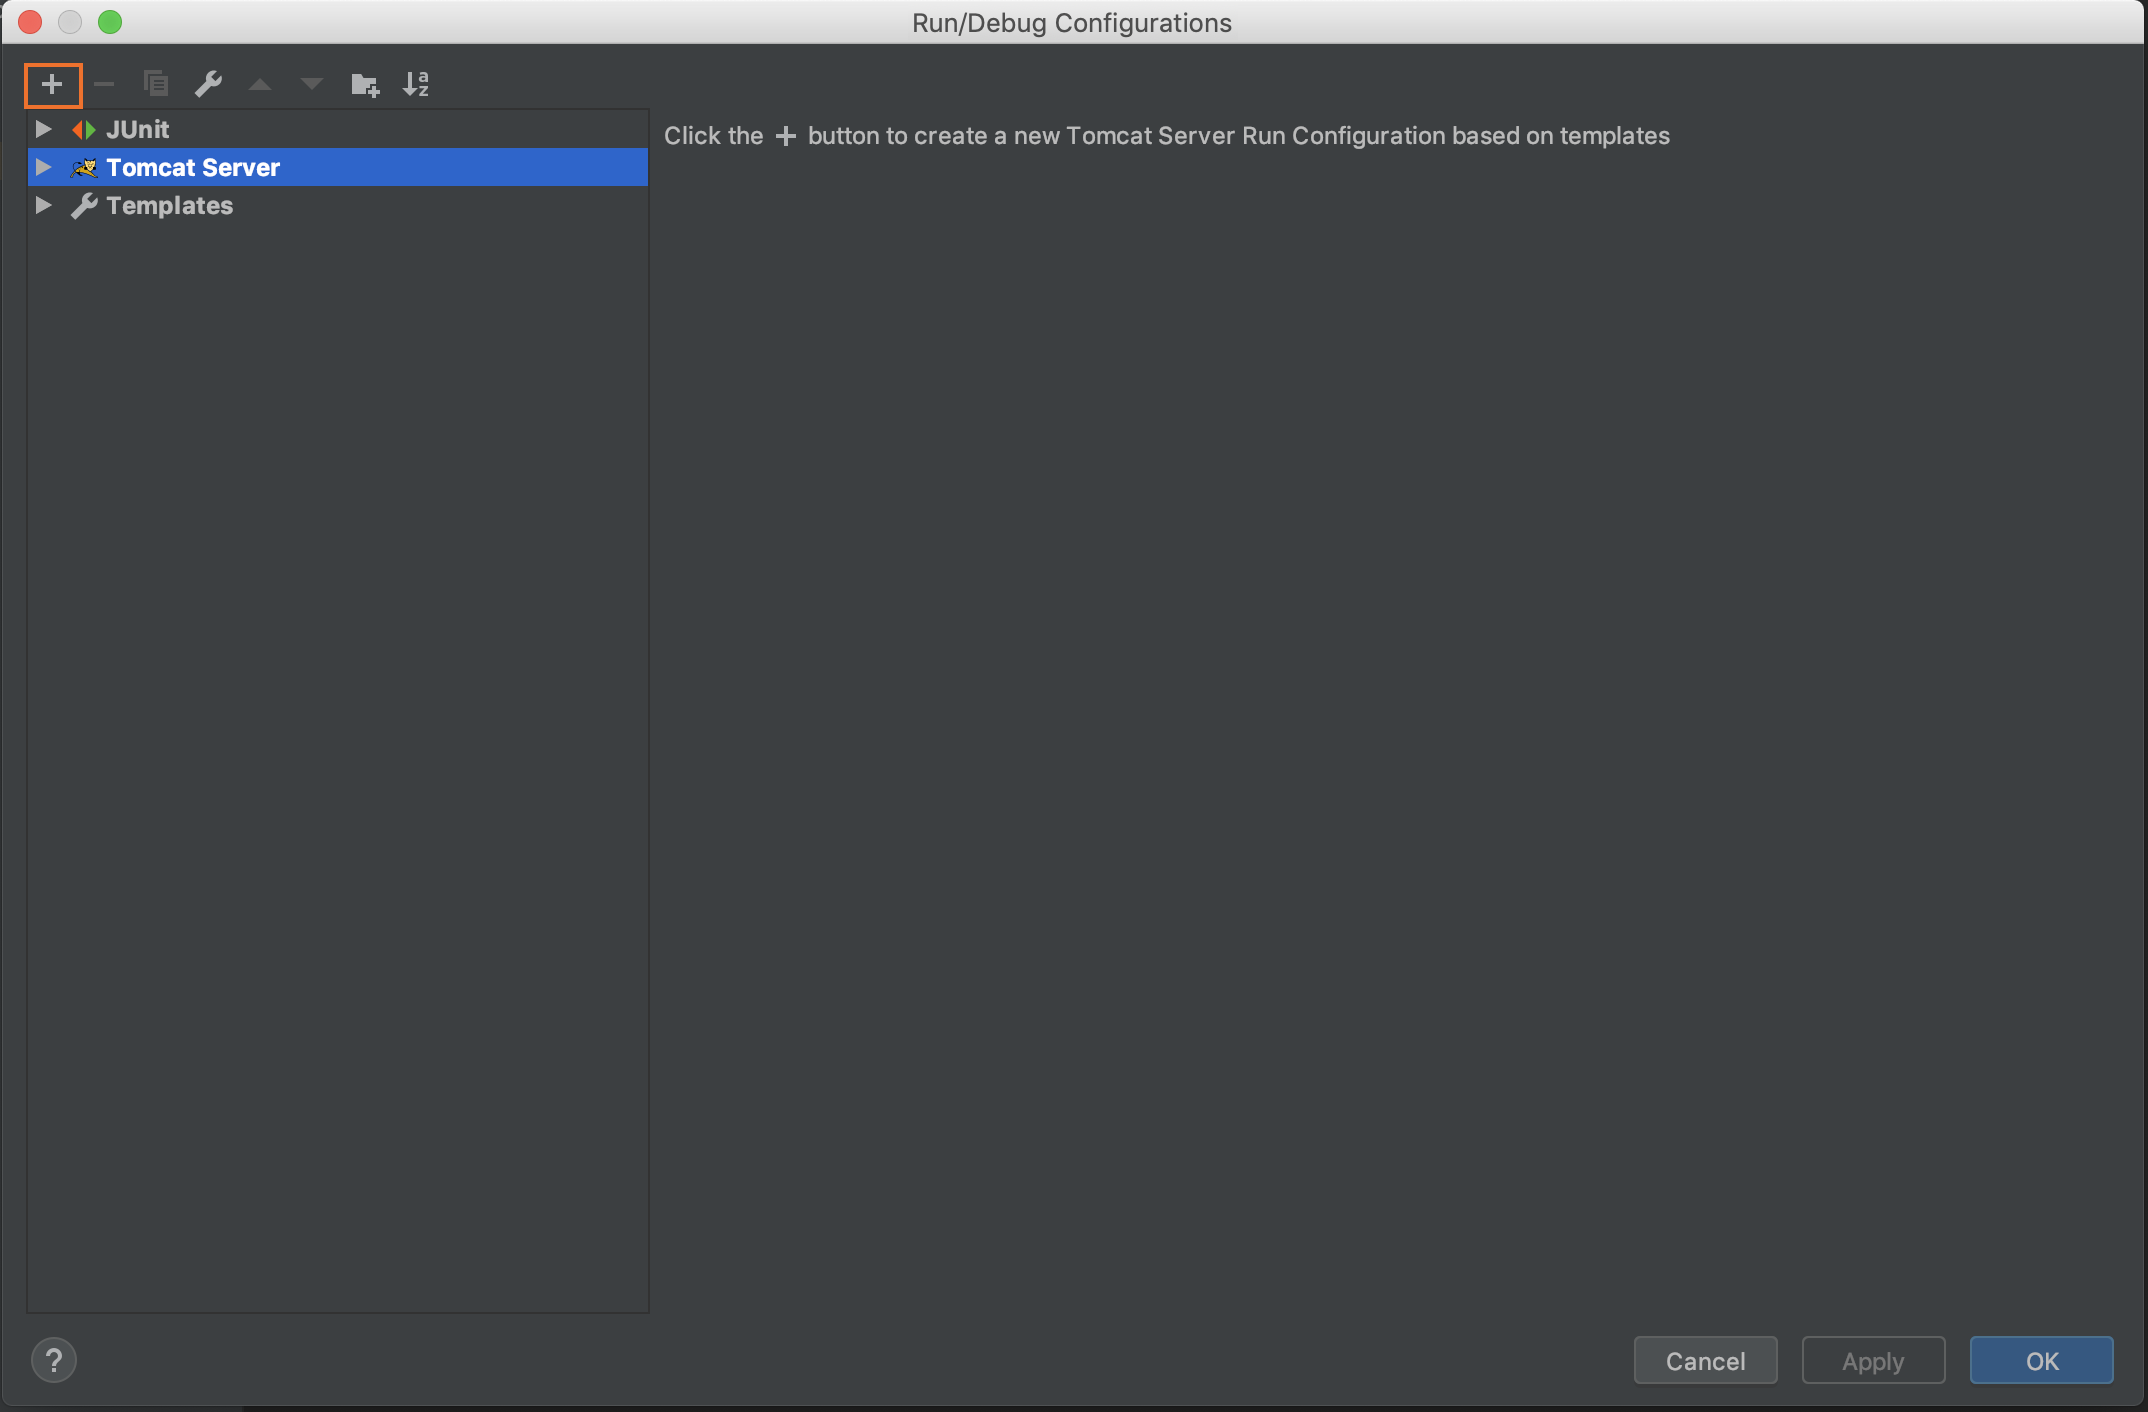 Run/Debug Configurations
JUnit
Tomcat Server
Templates
Click the + button to create a new Tomcat Server Run Configuration based on templates
?
Cancel
Apply
OK